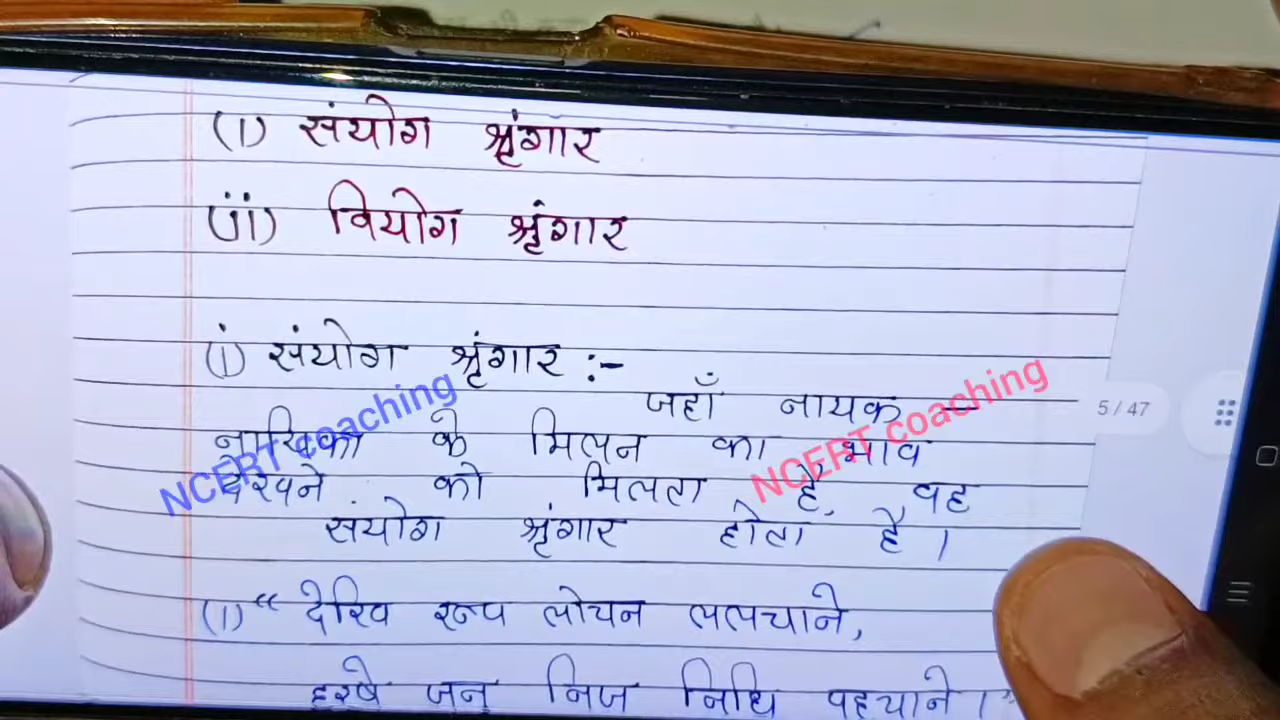 (i) संयोग श्रृंगार
(ii) वियोग श्रृंगार
(i) संयोग श्रृंगार :-
जहाँ नायक -
नायिका के मिलन का भाव
देखने को मिलता है, वह
संयोग श्रृंगार होता है।
(i) “ देखि रूप लोचन ललचाने,
हरषे जनु निज निधि पहचाने।”
NCERT coaching
NCERT coaching
5 / 47